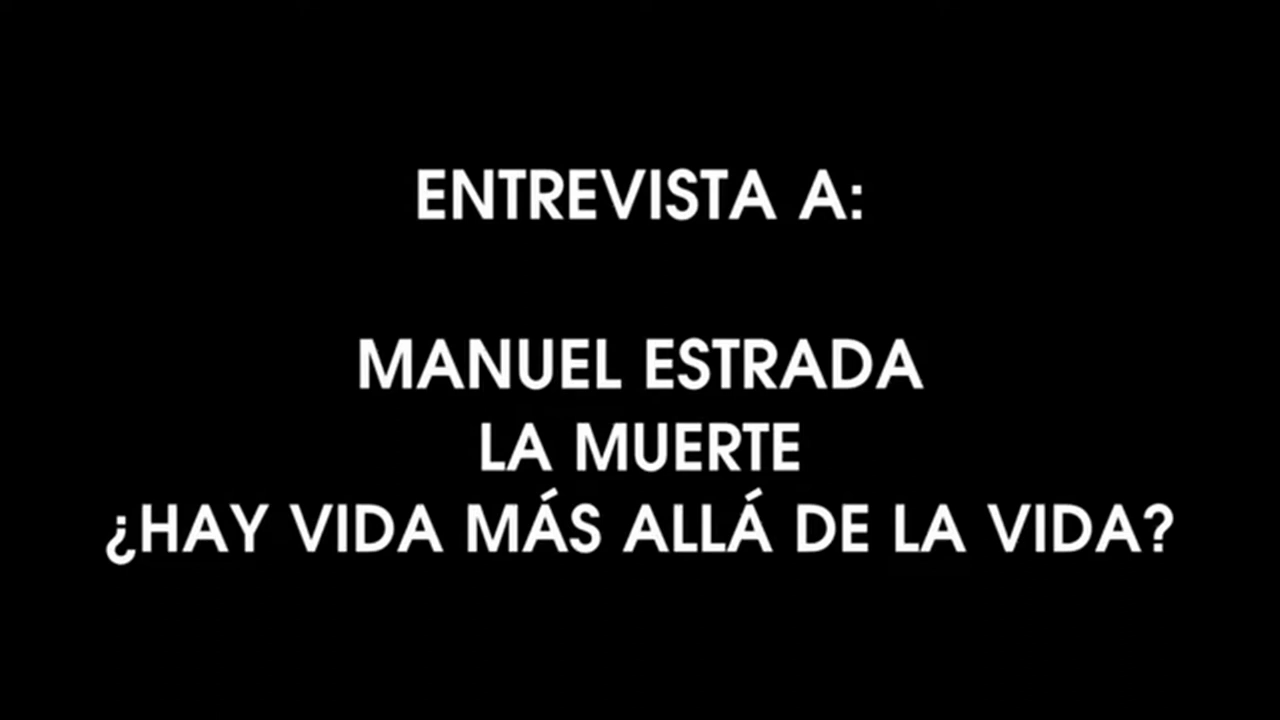 ENTREVISTA A:
MANUEL ESTRADA
LA MUERTE
¿HAY VIDA MÁS ALLÁ DE LA VIDA?